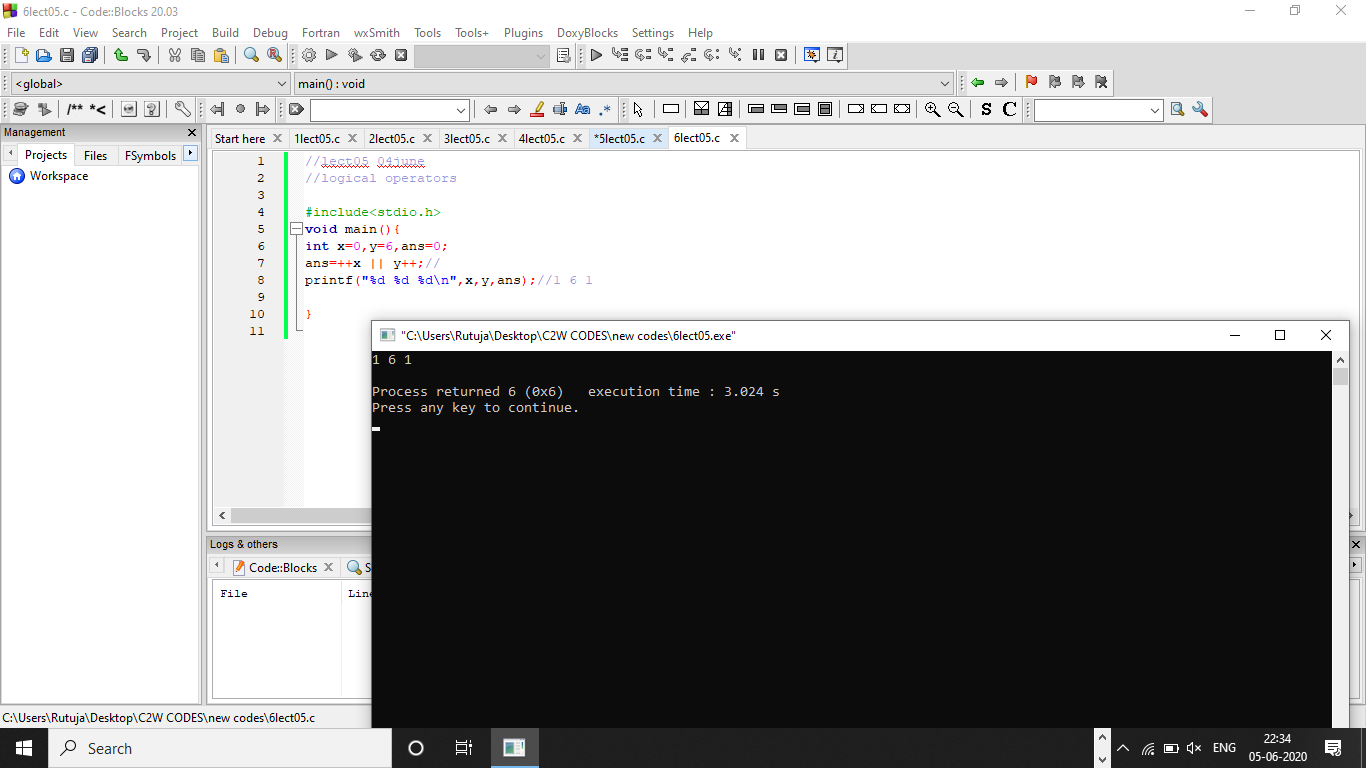 6lect05.c - Code::Blocks 20.03
File Edit View Search Project Build Debug Fortran wxSmith Tools Tools+ Plugins DoxyBlocks Settings Help
<global> main() : void
/** *< Aa .* S C
Management
Projects Files FSymbols
Workspace
Start here 1lect05.c 2lect05.c 3lect05.c 4lect05.c *5lect05.c 6lect05.c
1 //lect05 04june
2 //logical operators
3
4 #include<stdio.h>
5 void main(){
6 int x=0,y=6,ans=0;
7 ans=++x || y++;//
8 printf("%d %d %d\n",x,y,ans);//1 6 1
9
10 }
11
"C:\Users\Rutuja\Desktop\C2W CODES\new codes\6lect05.exe"
1 6 1
Process returned 6 (0x6)   execution time : 3.024 s
Press any key to continue.
Logs & others
Code::Blocks S
File Line
C:\Users\Rutuja\Desktop\C2W CODES\new codes\6lect05.c
Search
ENG
22:34
05-06-2020